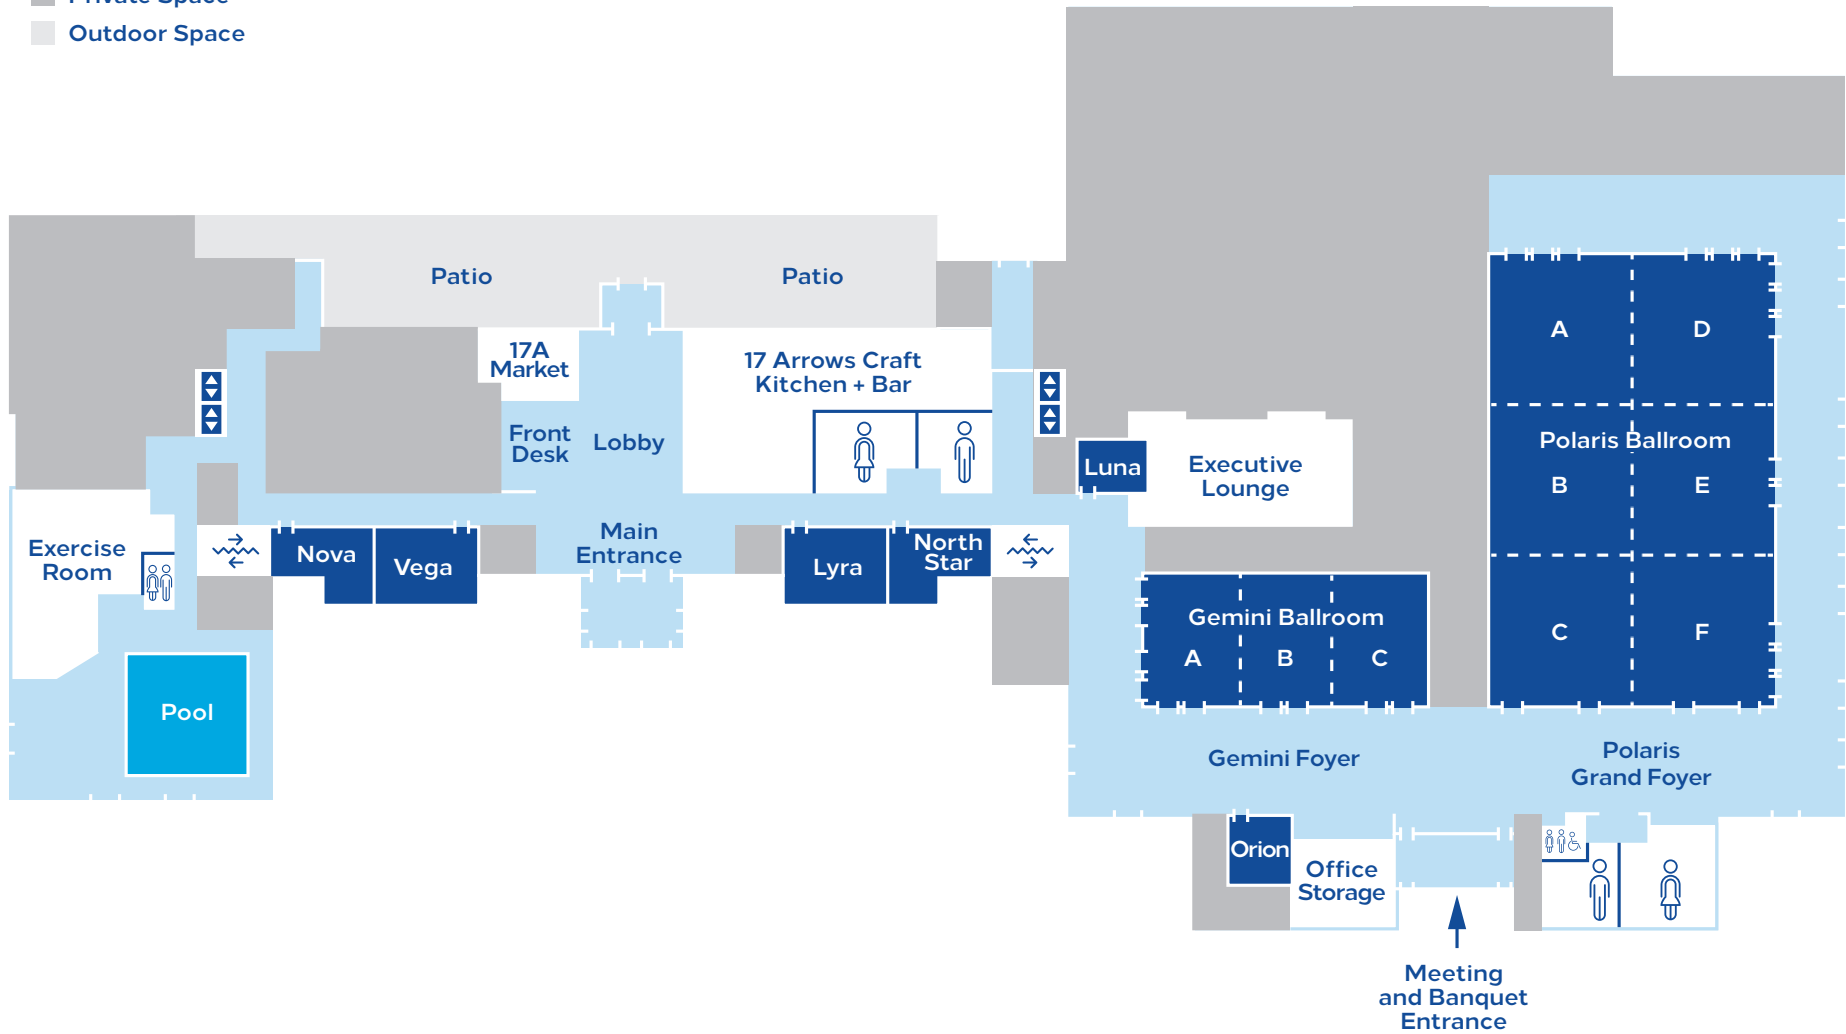 Private Space
Outdoor Space
Patio
Patio
17A
Market
17 Arrows Craft
Kitchen + Bar
Front
Desk
Lobby
Luna
Executive
Lounge
A
D
Polaris Ballroom
B
E
C
F
Exercise
Room
Nova
Vega
Main
Entrance
Lyra
North
Star
Gemini Ballroom
A
B
C
Pool
Gemini Foyer
Polaris
Grand Foyer
Orion
Office
Storage
Meeting
and Banquet
Entrance